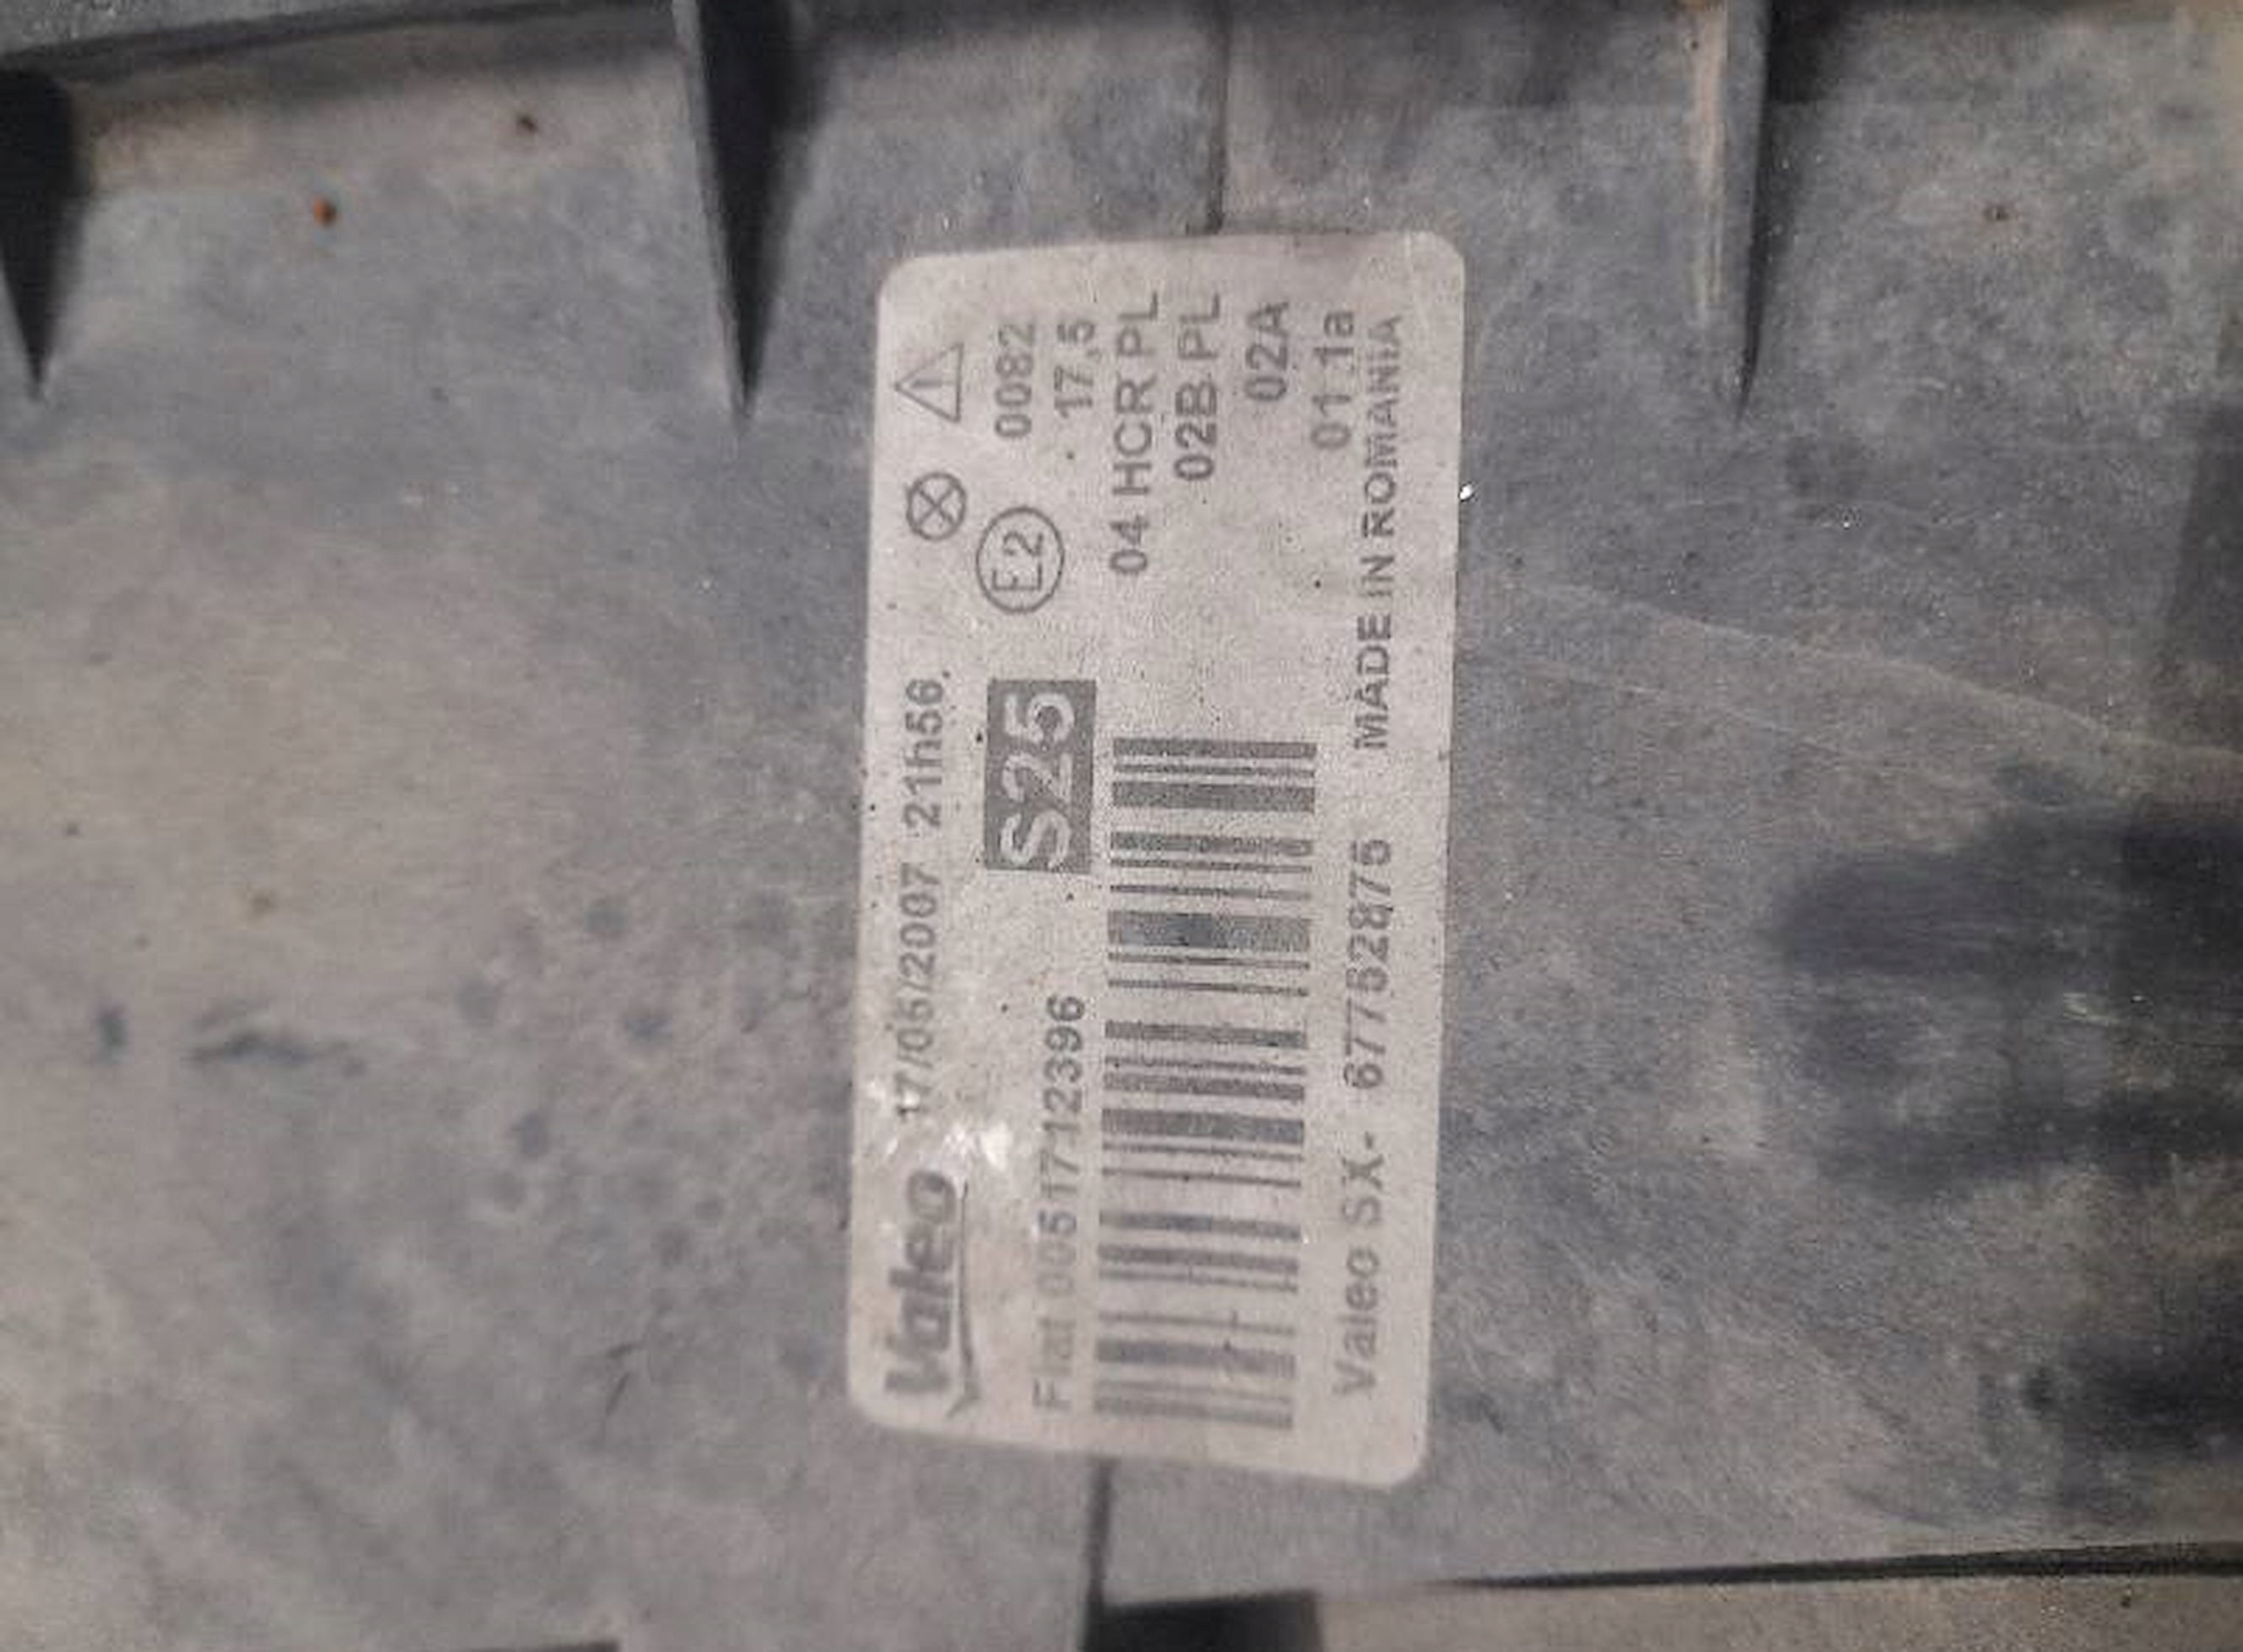 Valeo 17/05/2007 21h56
Fiat 0051712396
S25
E2
0082
17,5
04 HCR PL
02B PL
02A
01 1a
Valeo SX- 67752875
MADE IN ROMANIA